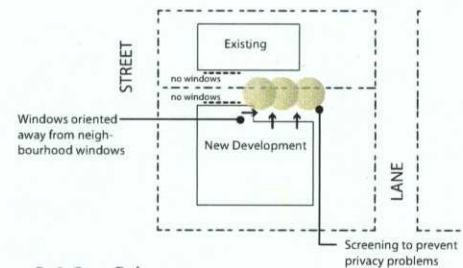 STREET
Existing
no windows
no windows
Windows oriented
away from neigh-
bourhood windows
New Development
LANE
Screening to prevent
privacy problems